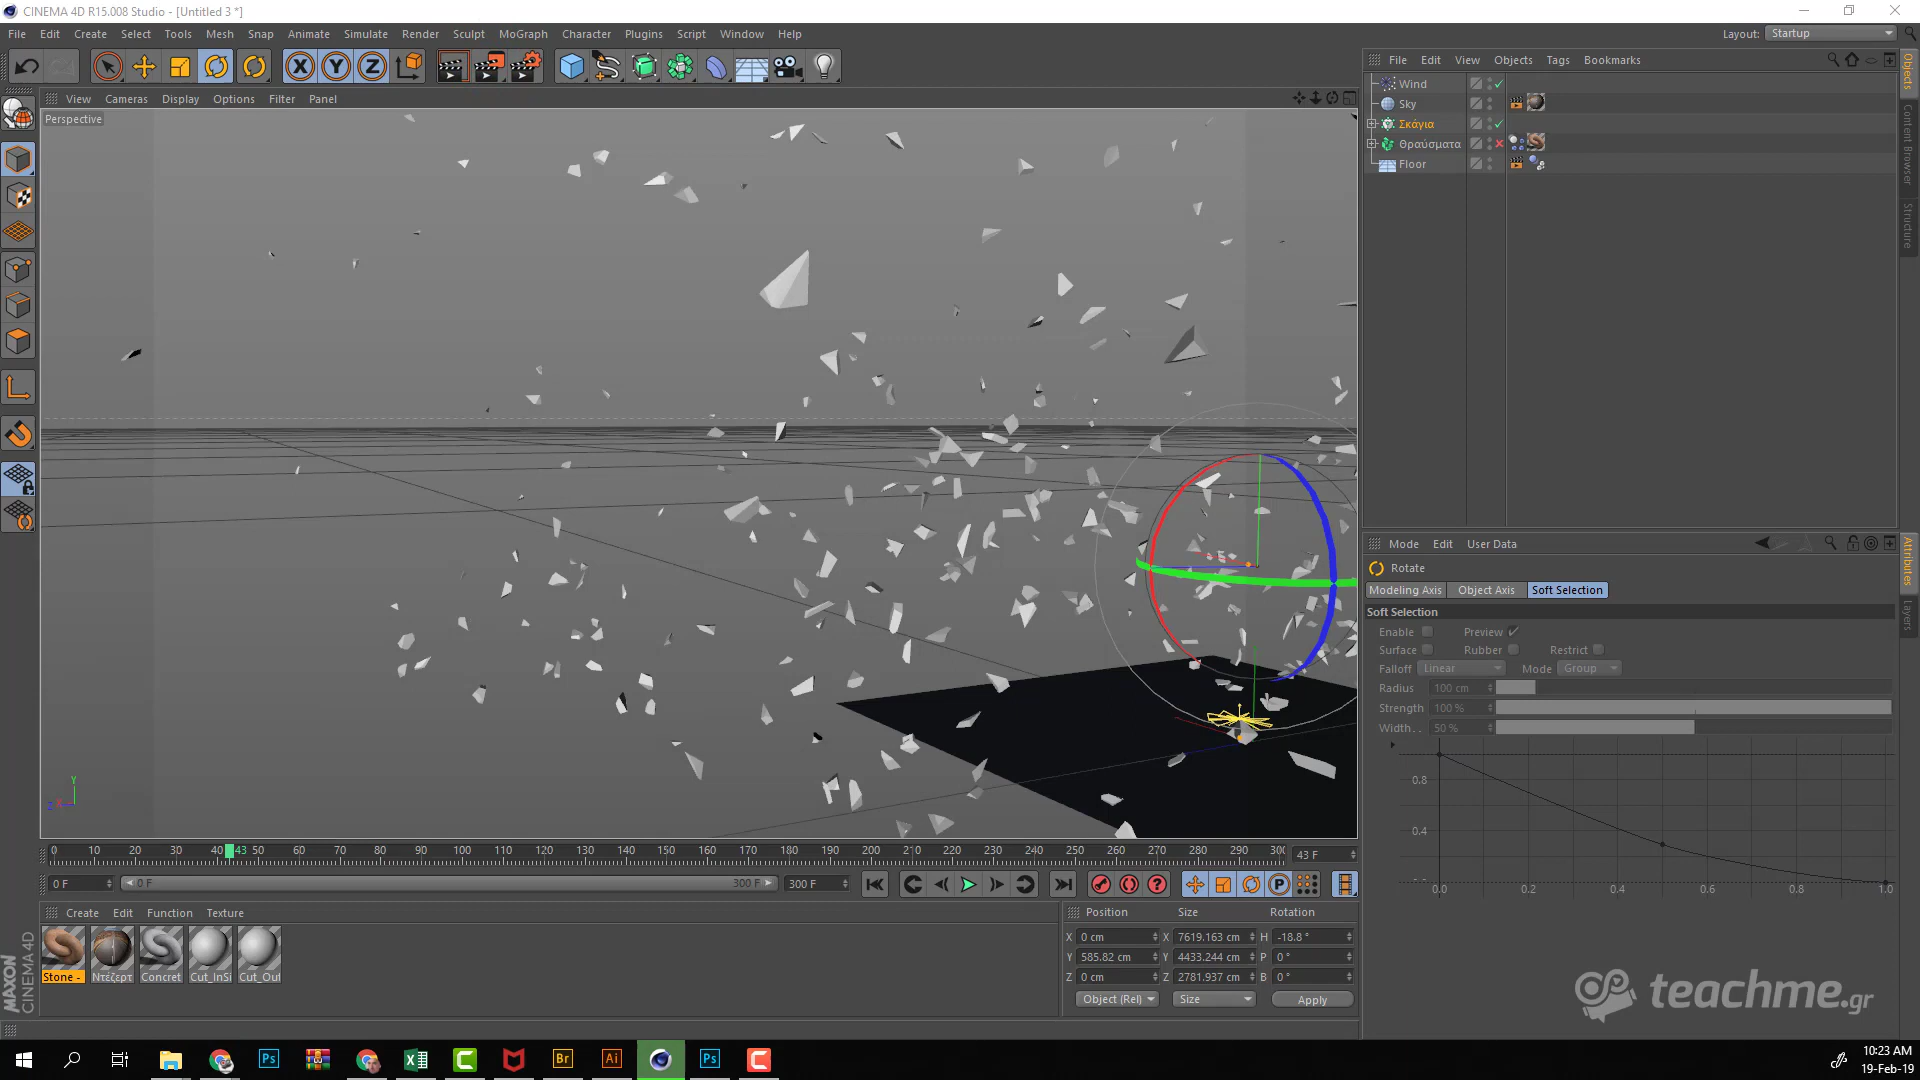 CINEMA 4D R15.008 Studio - [Untitled 3 *]
File Edit Create Select Tools Mesh Snap Animate Simulate Render Sculpt MoGraph Character Plugins Script Window Help
Layout: Startup
View Cameras Display Options Filter Panel
Perspective
File Edit View Objects Tags Bookmarks
Wind
Sky
Σκάγια
Θραύσματα
Floor
Objects
Content Browser
Structure
Mode Edit User Data
Rotate
Modeling Axis Object Axis Soft Selection
Soft Selection
Enable Preview
Surface Rubber Restrict
Falloff Linear Mode Group
Radius 100 cm
Strength 100 %
Width. . 50 %
0.8
0.4
0.0 0.2 0.4 0.6 0.8 1.0
Attributes
Layers
Y
Z
X
0 10 20 30 40 43 50 60 70 80 90 100 110 120 130 140 150 160 170 180 190 200 210 220 230 240 250 260 270 280 290 300
43 F
0 F 0 F 300 F 300 F
Create Edit Function Texture
Stone - Ντέζερτ Concret Cut_InSi Cut_Out
Position Size Rotation
X 0 cm X 7619.163 cm H -18.8 °
Y 585.82 cm Y 4433.244 cm P 0 °
Z 0 cm Z 2781.937 cm B 0 °
Object (Rel) Size Apply
MAXON
CINEMA 4D
teachme.gr
10:23 AM
19-Feb-19